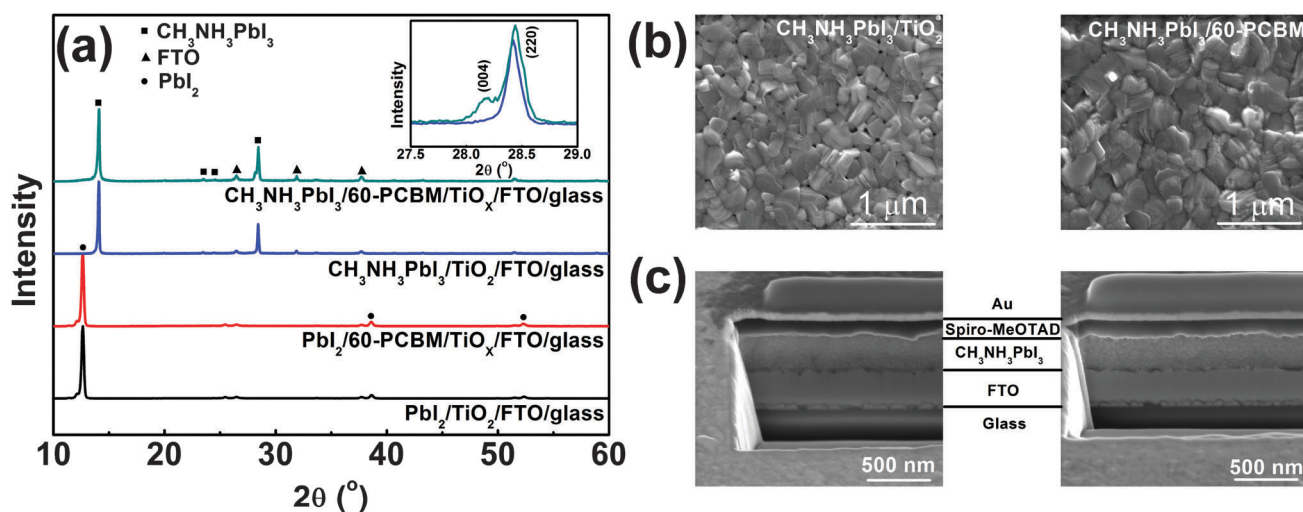 (a)
■ CH₃NH₃PbI₃
▲ FTO
● PbI₂
Intensity
(004)
(220)
27.5 28.0 28.5 29.0
2θ (°)
CH₃NH₃PbI₃/60-PCBM/TiOₓ/FTO/glass
CH₃NH₃PbI₃/TiO₂/FTO/glass
PbI₂/60-PCBM/TiOₓ/FTO/glass
PbI₂/TiO₂/FTO/glass
Intensity
10 20 30 40 50 60
2θ (°)
(b)
CH₃NH₃PbI₃/TiO₂
1 μm
CH₃NH₃PbI₃/60-PCBM
1 μm
(c)
Au
Spiro-MeOTAD
CH₃NH₃PbI₃
FTO
Glass
500 nm
500 nm